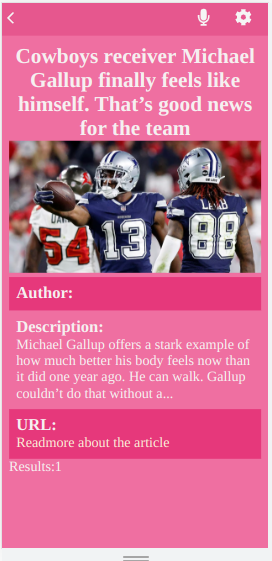 Cowboys receiver Michael
Gallup finally feels like
himself. That’s good news
for the team
54
13
LAMB
88
Author:
Description:
Michael Gallup offers a stark example of
how much better his body feels now than
it did one year ago. He can walk. Gallup
couldn’t do that without a...
URL:
Readmore about the article
Results:1